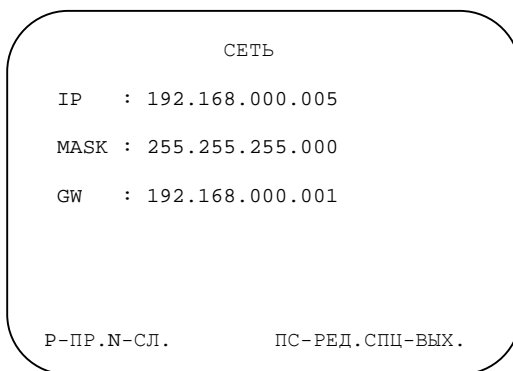 СЕТЬ
IP : 192.168.000.005
MASK : 255.255.255.000
GW : 192.168.000.001
Р-ПР.N-СЛ. ПС-РЕД.СПЦ-ВЫХ.